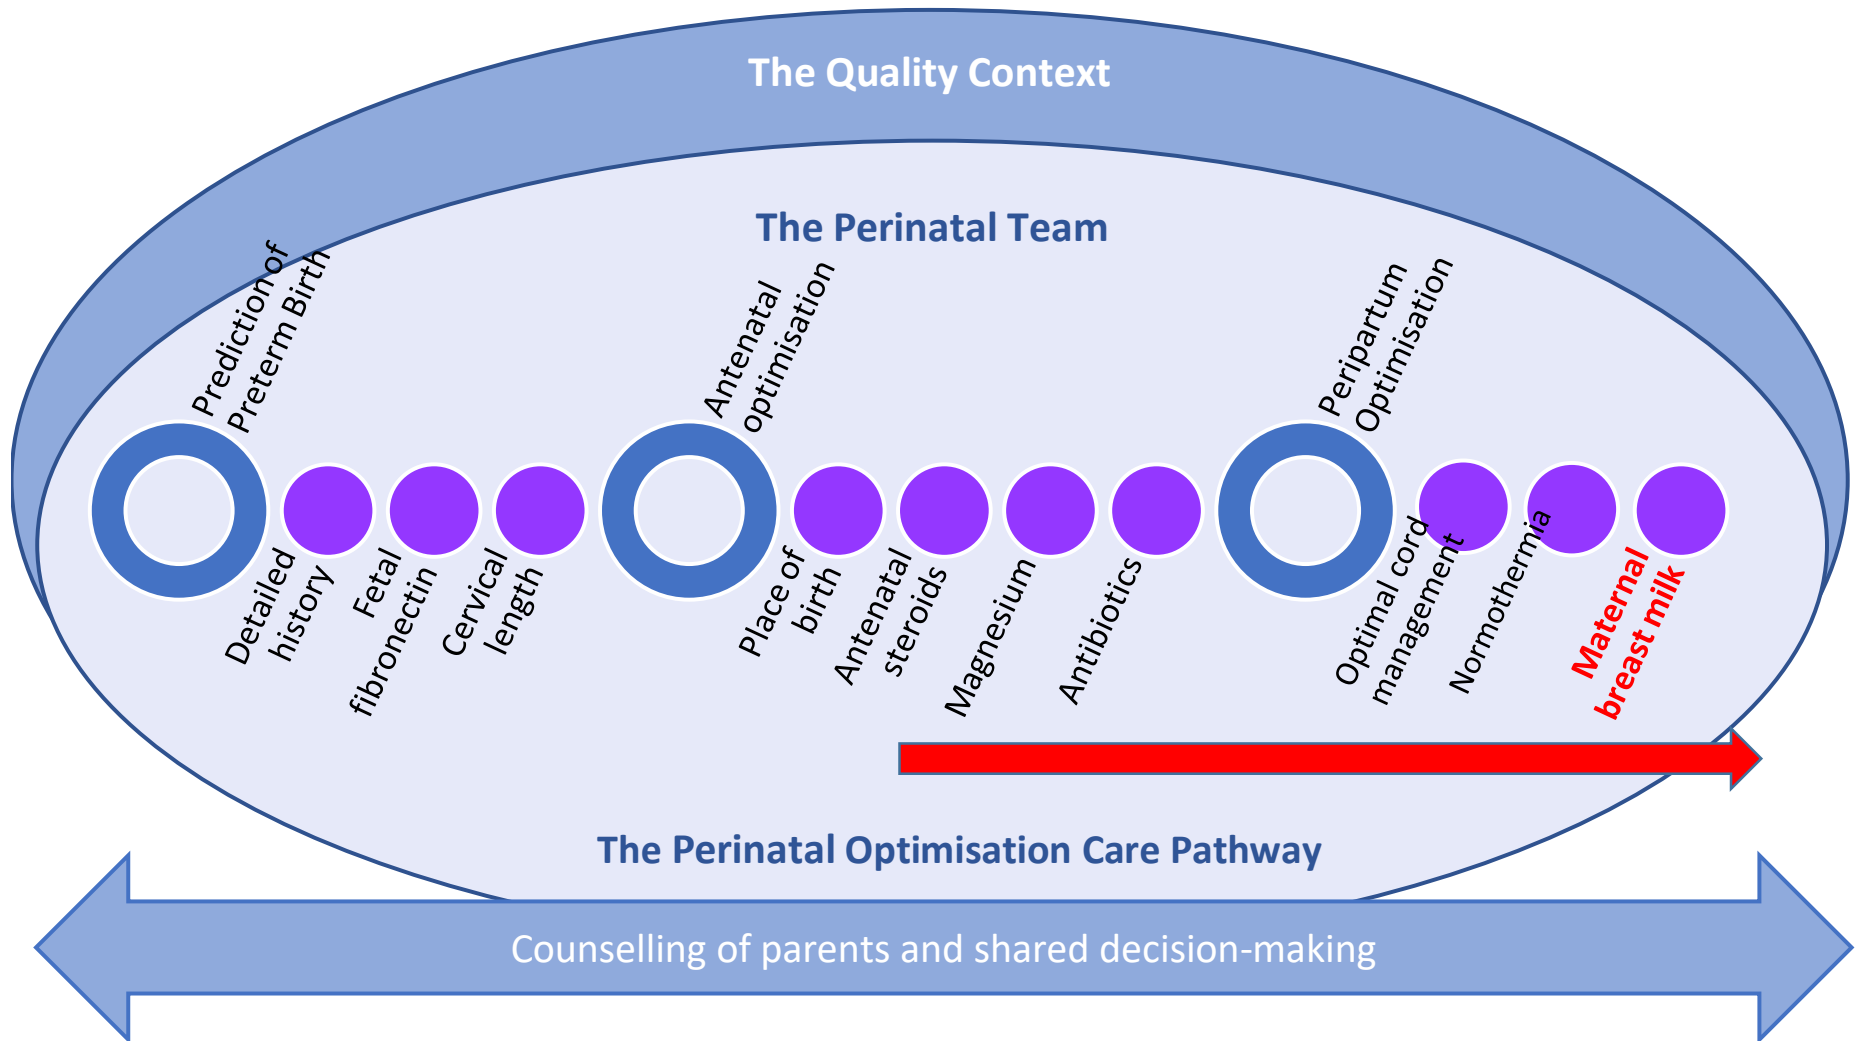 The Quality Context
The Perinatal Team
Prediction of
Preterm Birth
Antenatal
optimisation
Peripartum
Optimisation
Detailed
history
Fetal
fibronectin
Cervical
length
Place of
birth
Antenatal
steroids
Magnesium
Antibiotics
Optimal cord
management
Normothermia
Maternal
breast milk
The Perinatal Optimisation Care Pathway
Counselling of parents and shared decision-making